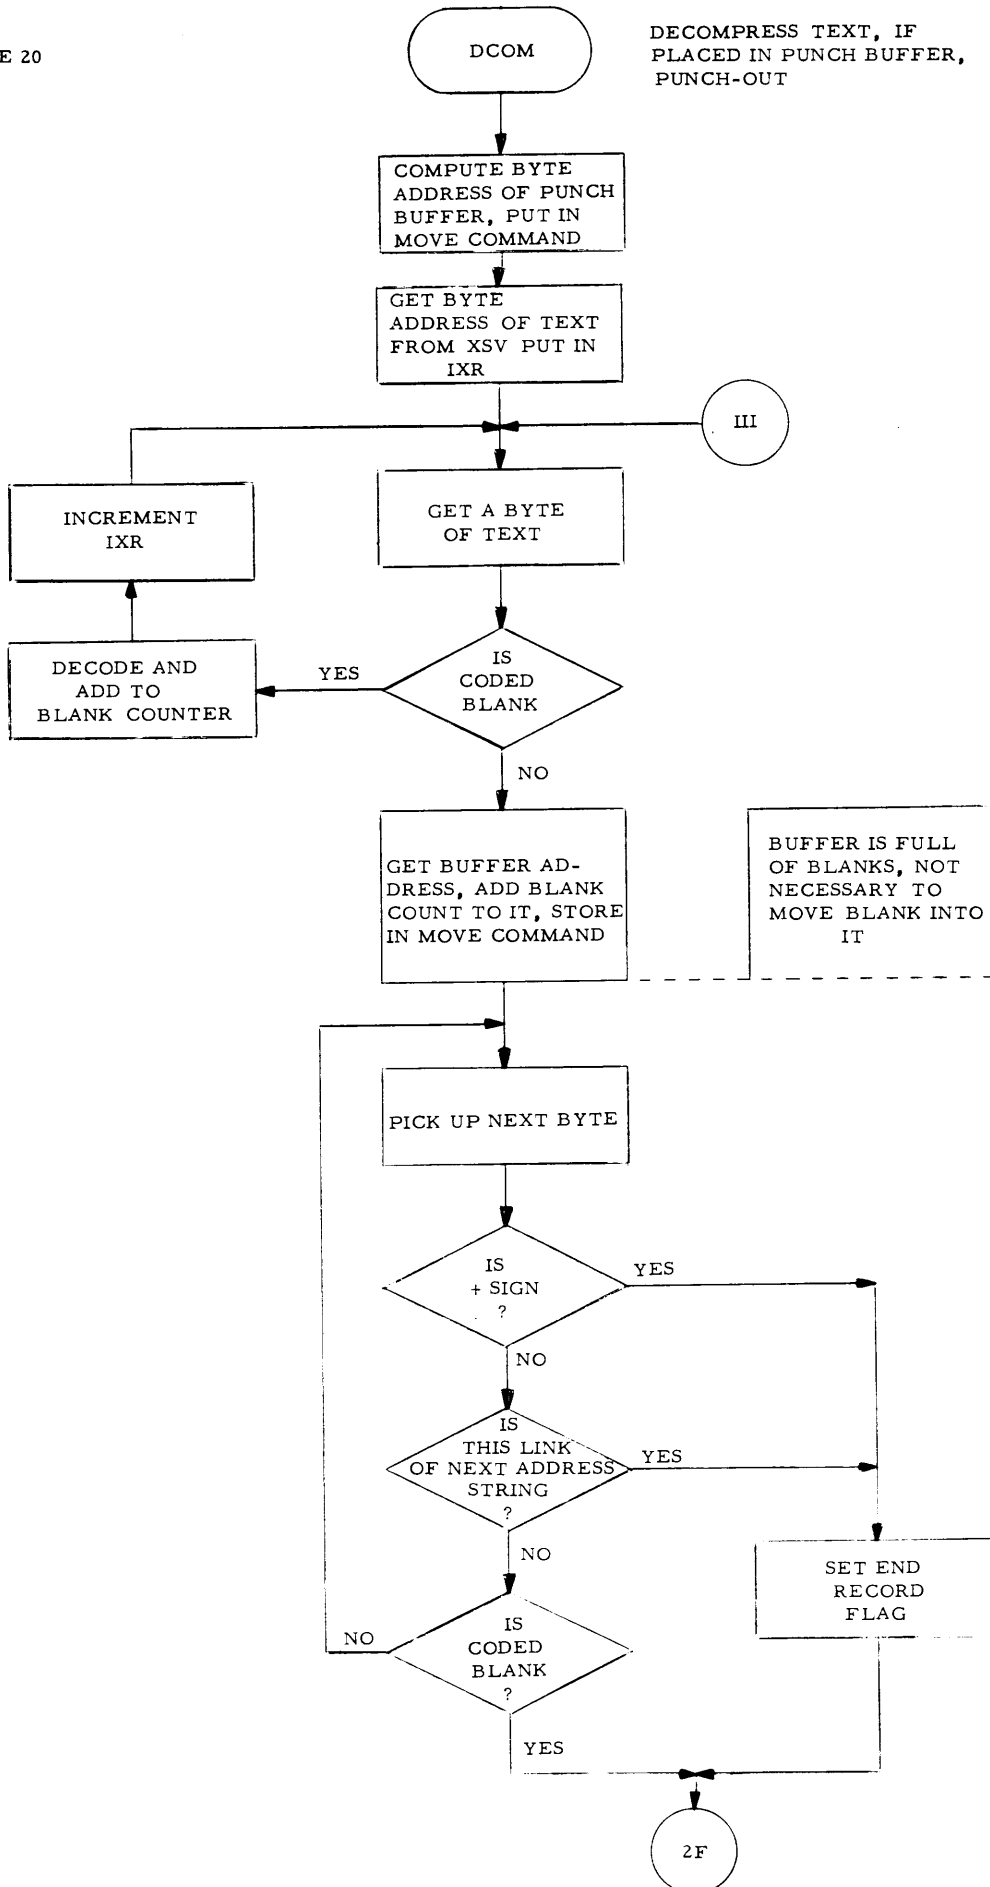 E 20
DCOM
DECOMPRESS TEXT, IF
PLACED IN PUNCH BUFFER,
PUNCH-OUT
COMPUTE BYTE
ADDRESS OF PUNCH
BUFFER, PUT IN
MOVE COMMAND
GET BYTE
ADDRESS OF TEXT
FROM XSV PUT IN
IXR
III
INCREMENT
IXR
GET A BYTE
OF TEXT
DECODE AND
ADD TO
BLANK COUNTER
YES
IS
CODED
BLANK
NO
GET BUFFER AD-
DRESS, ADD BLANK
COUNT TO IT, STORE
IN MOVE COMMAND
BUFFER IS FULL
OF BLANKS, NOT
NECESSARY TO
MOVE BLANK INTO
IT
PICK UP NEXT BYTE
IS
+ SIGN
?
YES
NO
IS
THIS LINK
OF NEXT ADDRESS
STRING
?
YES
NO
SET END
RECORD
FLAG
IS
CODED
BLANK
?
NO
YES
2F